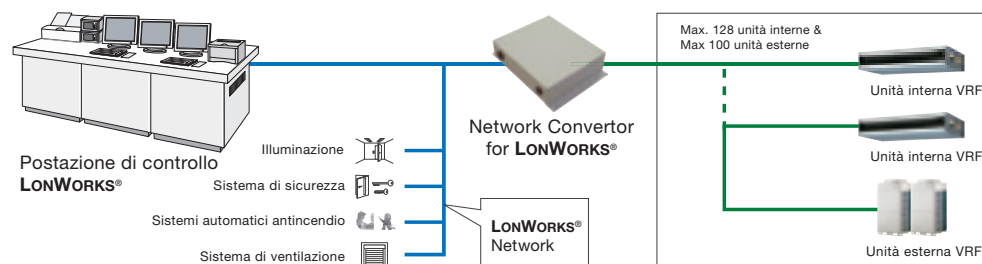 Max. 128 unità interne &
Max 100 unità esterne
Unità interna VRF
Network Convertor
for LONWORKS®
Unità interna VRF
Postazione di controllo
LONWORKS®
Illuminazione
Sistema di sicurezza
Sistemi automatici antincendio
Sistema di ventilazione
LONWORKS®
Network
Unità esterna VRF